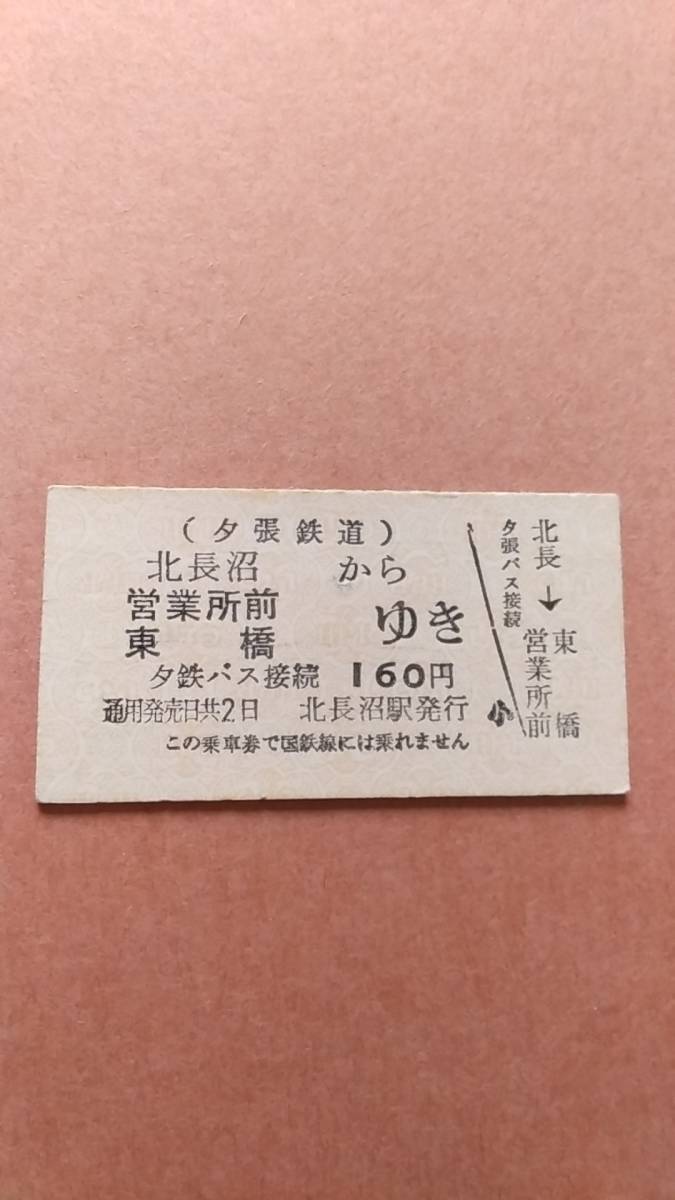 (夕張鉄道)
北長沼 から
営業所前
東橋 ゆき
夕鉄バス接続 160円
通用発売日共2日 北長沼駅発行
この乗車券で国鉄線には乗れません
小
夕張バス接続
北長→東橋
営業所前